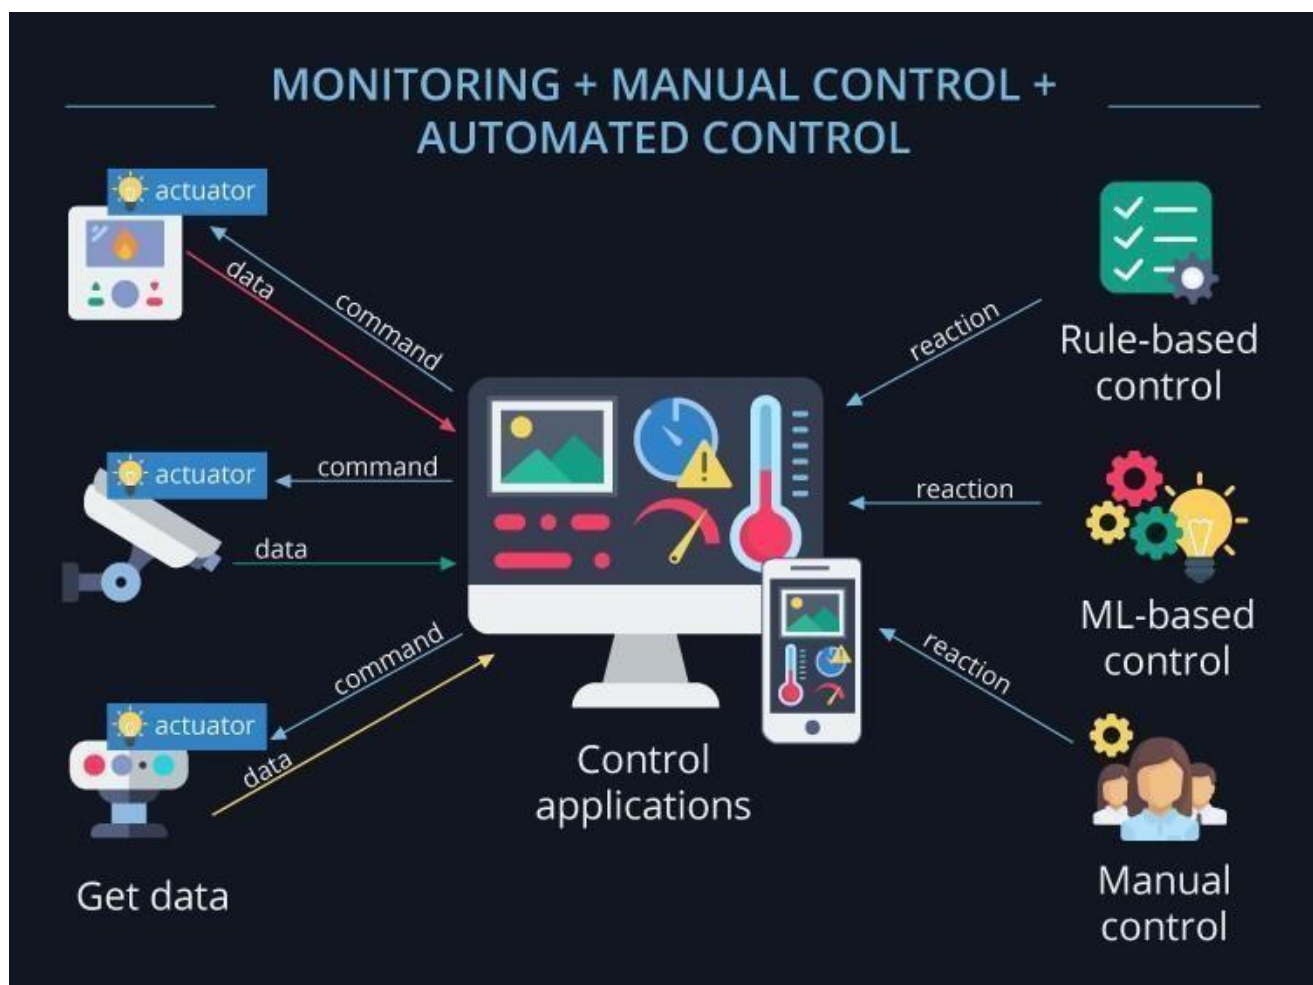 MONITORING + MANUAL CONTROL +
AUTOMATED CONTROL
actuator
data
command
reaction
Rule-based
control
actuator
command
data
reaction
ML-based
control
actuator
command
data
reaction
Control
applications
Get data
Manual
control